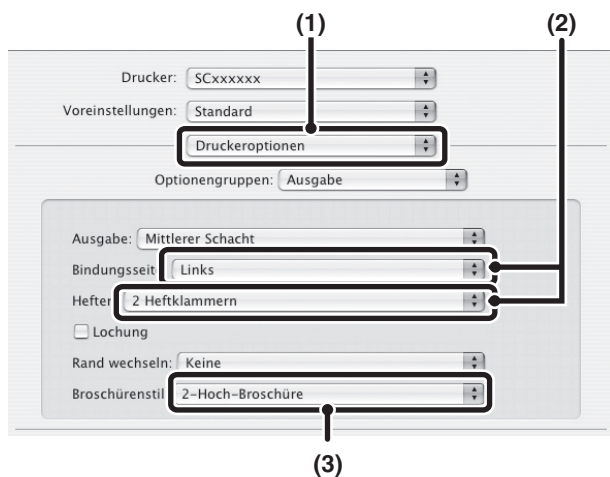 (1) (2)
Drucker: SCxxxxxx
Voreinstellungen: Standard
Druckeroptionen
Optionengruppen: Ausgabe
Ausgabe: Mittlerer Schacht
Bindungsseit Links
Hefter 2 Heftklammern
Lochung
Rand wechseln: Keine
Broschürenstil 2-Hoch-Broschüre
(3)